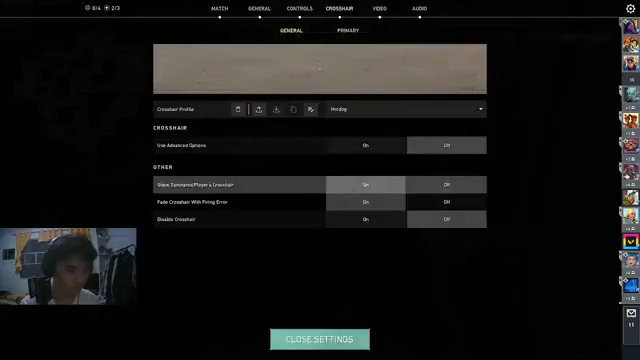 0/4 2/3
MATCH GENERAL CONTROLS CROSSHAIR VIDEO AUDIO
GENERAL PRIMARY
Crosshair Profile Hotdog
CROSSHAIR
Use Advanced Options On Off
OTHER
Show Spectated Player's Crosshair On Off
Fade Crosshair With Firing Error On Off
Disable Crosshair On Off
CLOSE SETTINGS
11